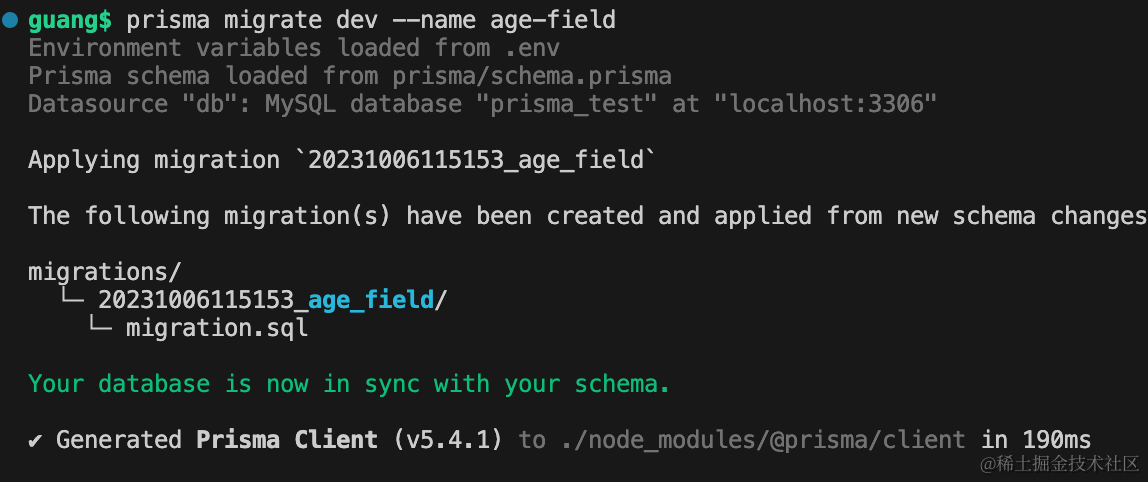 guang$ prisma migrate dev --name age-field
Environment variables loaded from .env
Prisma schema loaded from prisma/schema.prisma
Datasource "db": MySQL database "prisma_test" at "localhost:3306"
Applying migration `20231006115153_age_field`
The following migration(s) have been created and applied from new schema changes
migrations/
└─ 20231006115153_age_field/
└─ migration.sql
Your database is now in sync with your schema.
✔ Generated Prisma Client (v5.4.1) to ./node_modules/@prisma/client in 190ms
@稀土掘金技术社区